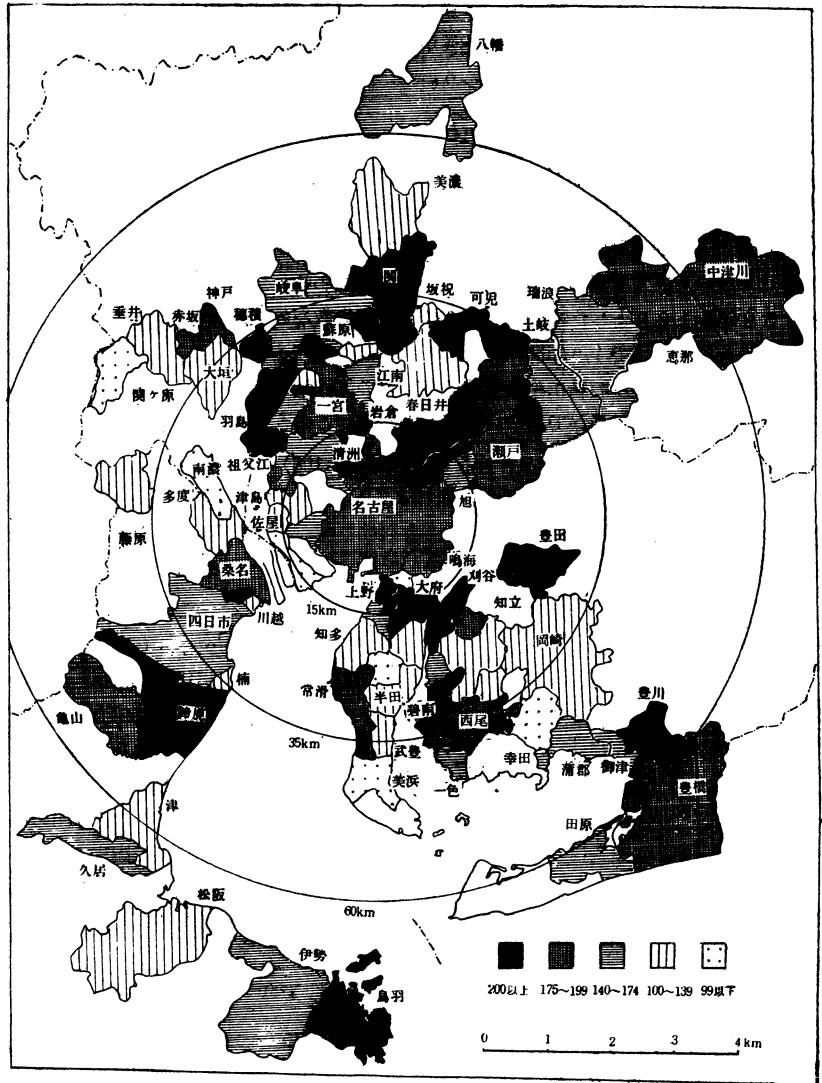 八幡
美濃
関
岐阜
坂祝
可児
瑞浪
中津川
神戸
垂井
赤坂
穂積
蘇原
土岐
恵那
大垣
江南
関ヶ原
一宮
岩倉
春日井
羽島
清洲
瀬戸
祖父江
南濃
多度
津島
名古屋
旭
佐屋
藤原
豊田
鳴海
桑名
上野
大府
刈谷
15km
知立
川越
四日市
知多
岡崎
楠
常滑
半田
豊川
碧南
西尾
亀山
35km
武豊
幸田
蒲郡
御津
豊橋
美浜
一色
津
田原
久居
松阪
60km
伊勢
鳥羽
200以上
175～199
140～174
100～139
99以下
0
1
2
3
4km